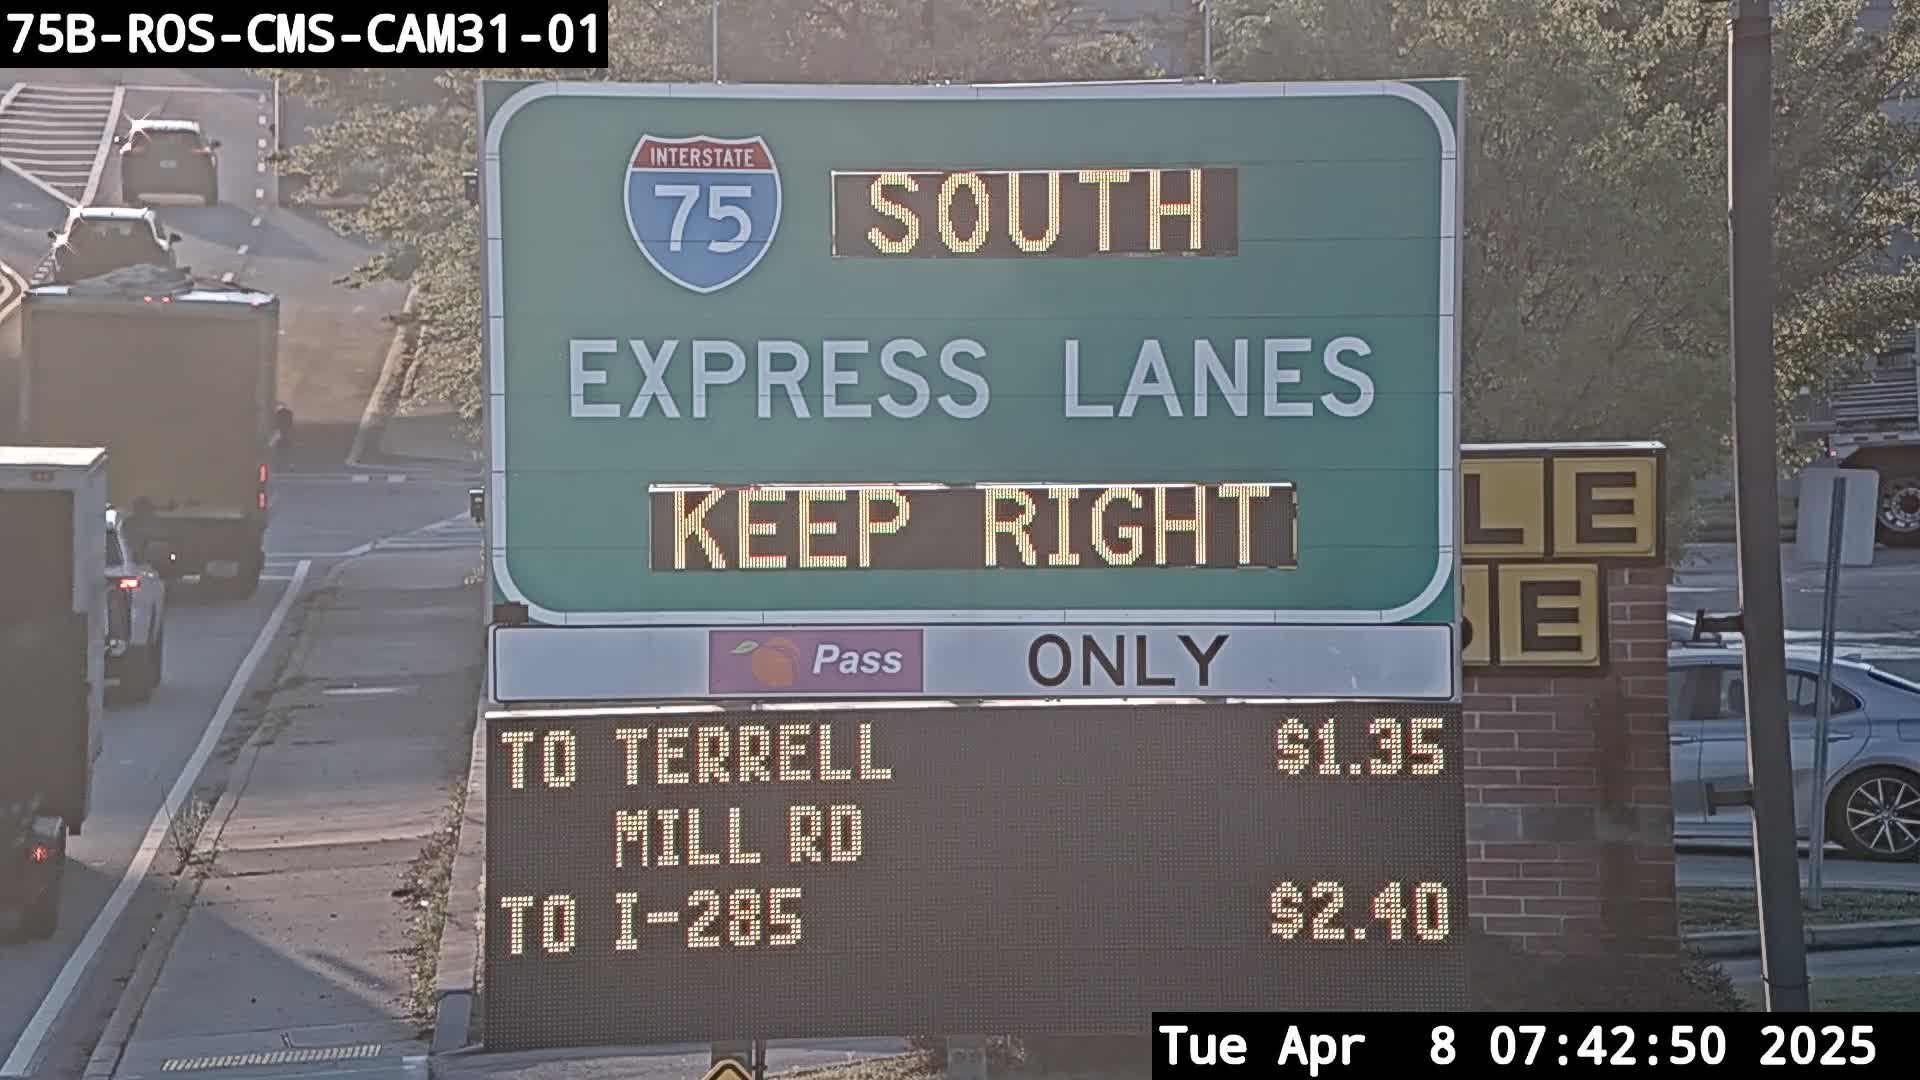 75B-ROS-CMS-CAM31-01
INTERSTATE
75
SOUTH
EXPRESS LANES
KEEP RIGHT
Pass ONLY
TO TERRELL $1.35
MILL RD
TO I-285 $2.40
LE
E
Tue Apr 8 07:42:50 2025